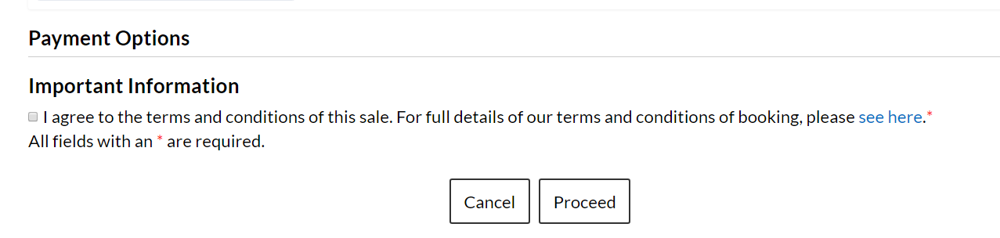 Payment Options
Important Information
I agree to the terms and conditions of this sale. For full details of our terms and conditions of booking, please see here.*
All fields with an * are required.
Cancel Proceed